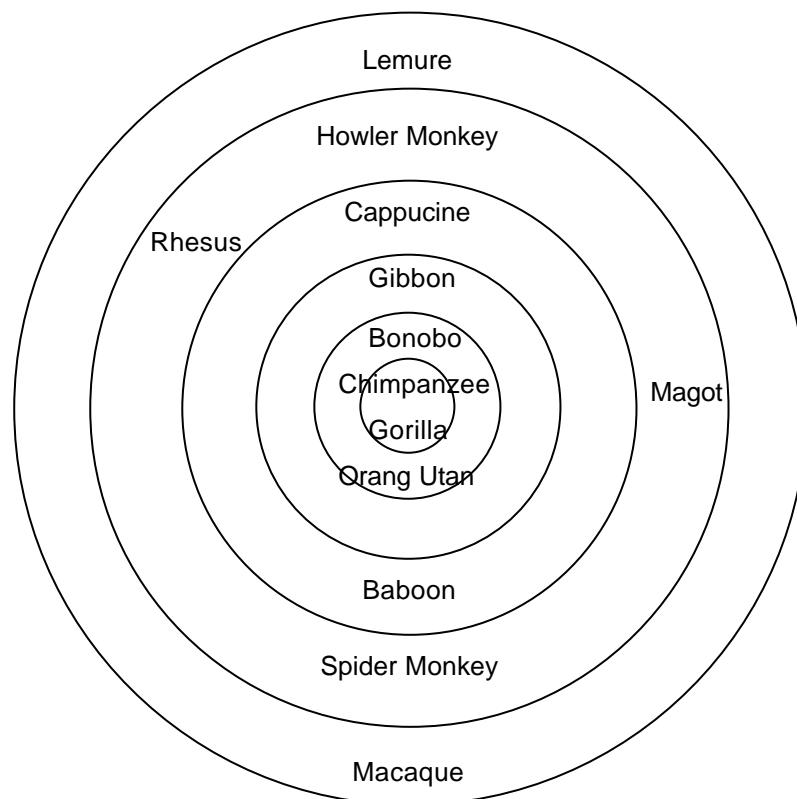 Lemure
Howler Monkey
Cappucine
Rhesus
Gibbon
Bonobo
Chimpanzee
Magot
Gorilla
Orang Utan
Baboon
Spider Monkey
Macaque